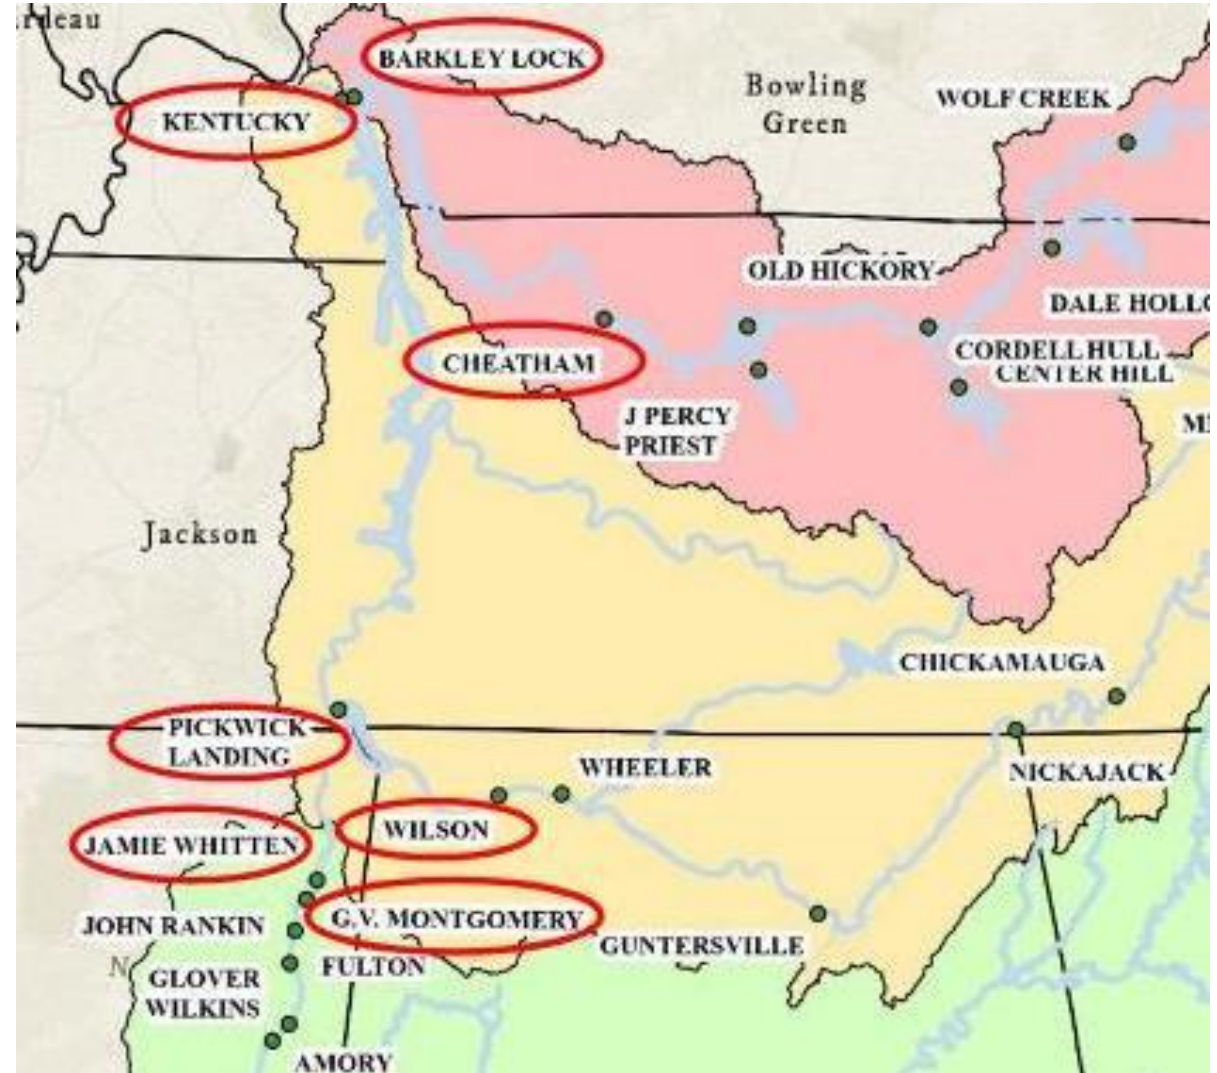 rdeau
BARKLEY LOCK
Bowling
Green
WOLF CREEK
KENTUCKY
OLD HICKORY
DALE HOLLO
CHEATHAM
CORDELL HULL
CENTER HILL
J PERCY
PRIEST
Jackson
CHICKAMAUGA
PICKWICK
LANDING
WHEELER
NICKAJACK
WILSON
JAMIE WHITTEN
JOHN RANKIN
G.V. MONTGOMERY
GUNTERSVILLE
FULTON
GLOVER
WILKINS
AMORY